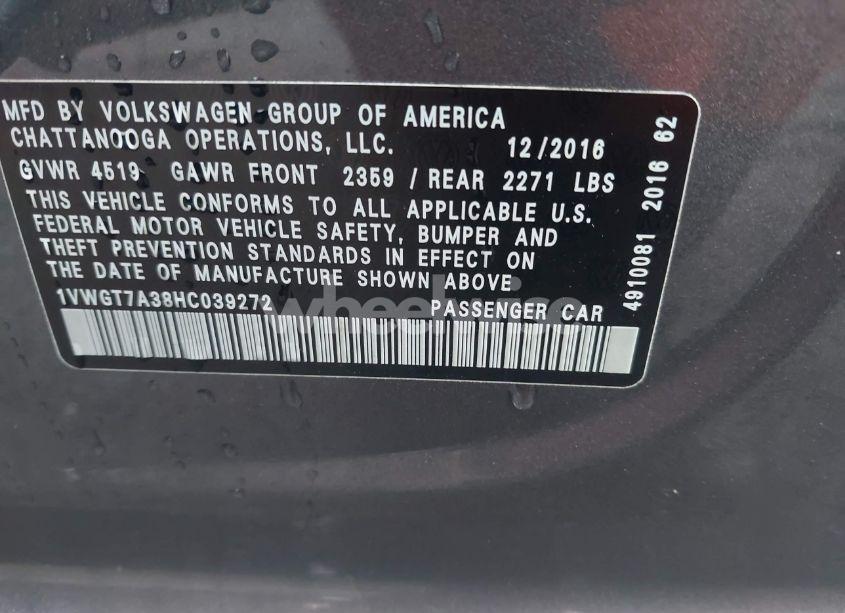 MFD BY VOLKSWAGEN GROUP OF AMERICA
CHATTANOOGA OPERATIONS, LLC. 12/2016
GVWR 4519 GAWR FRONT 2359 / REAR 2271 LBS
THIS VEHICLE CONFORMS TO ALL APPLICABLE U.S.
FEDERAL MOTOR VEHICLE SAFETY, BUMPER AND
THEFT PREVENTION STANDARDS IN EFFECT ON
THE DATE OF MANUFACTURE SHOWN ABOVE
1VWGT7A38HC039272 PASSENGER CAR
4910081 2016 62